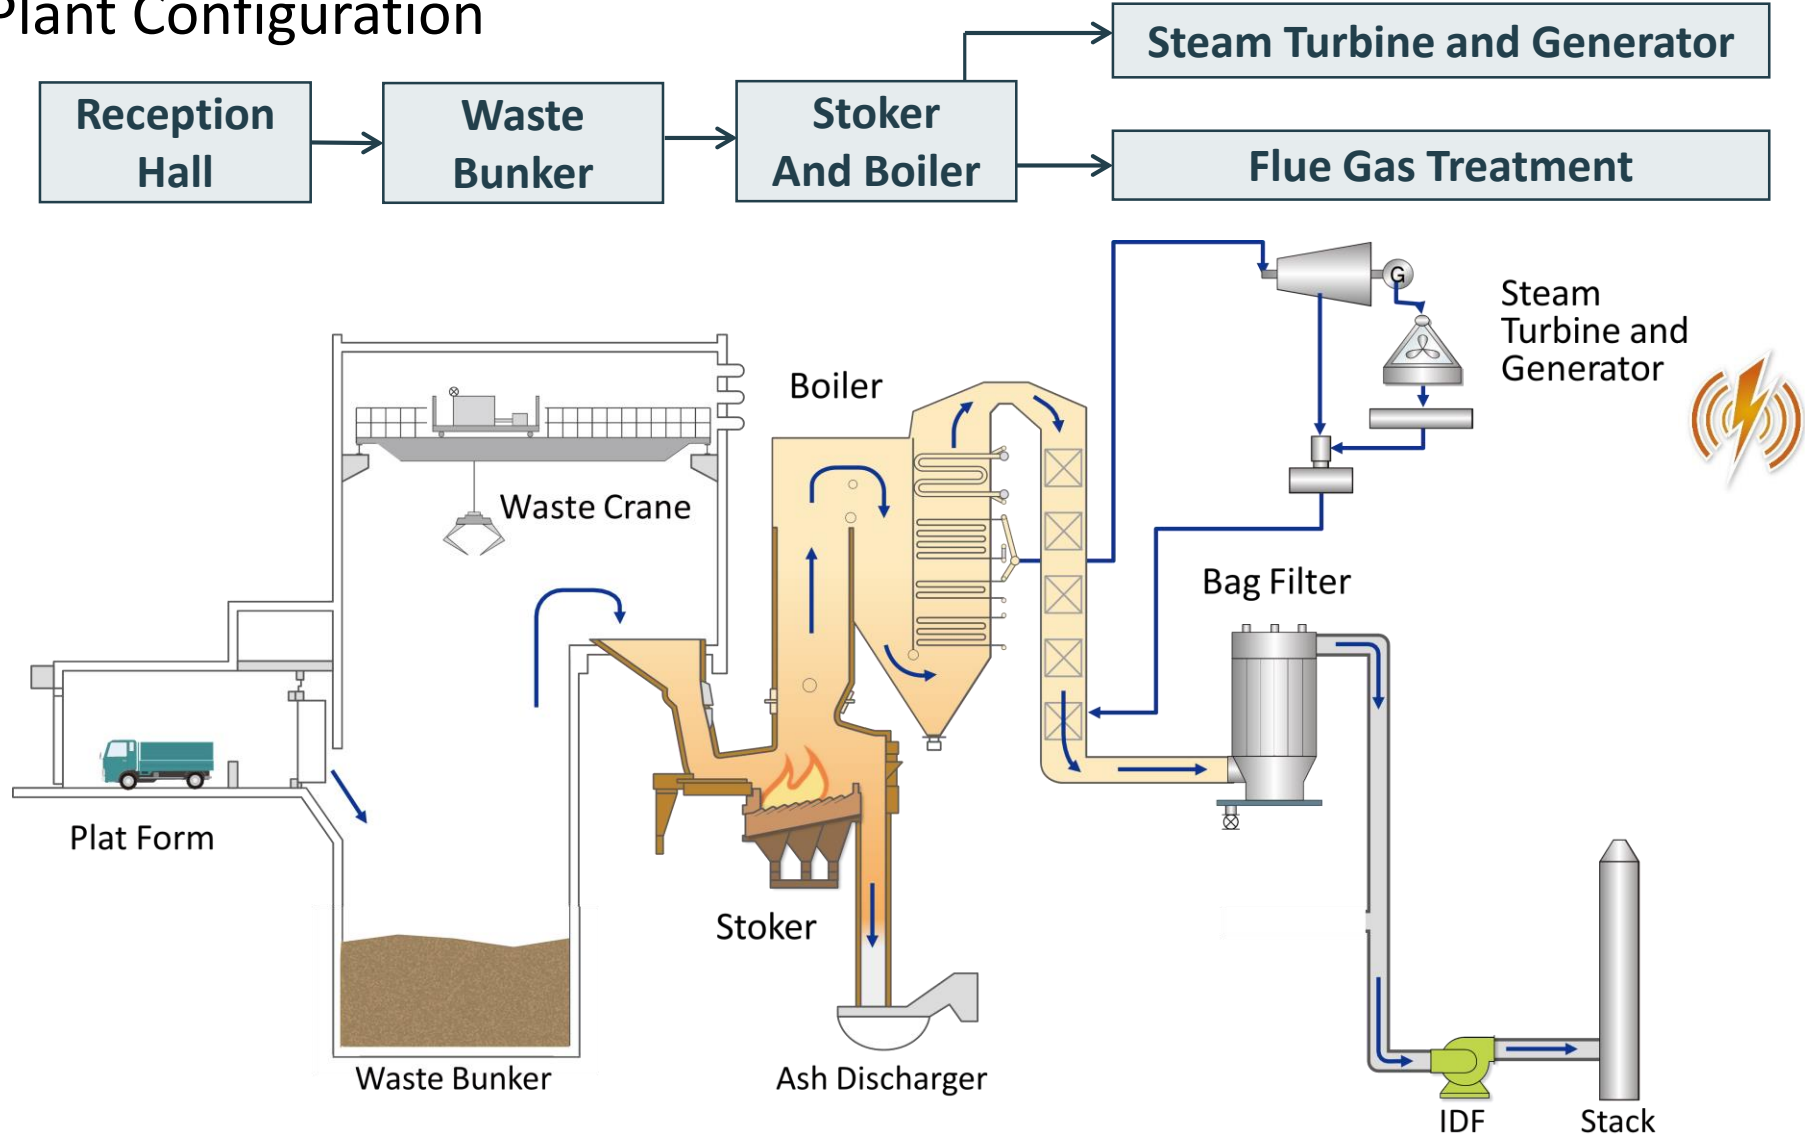 Plant Configuration
Steam Turbine and Generator
Reception
Hall
Waste
Bunker
Stoker
And Boiler
Flue Gas Treatment
G
Steam
Turbine and
Generator
Boiler
Waste Crane
Bag Filter
Plat Form
Stoker
Waste Bunker
Ash Discharger
IDF
Stack